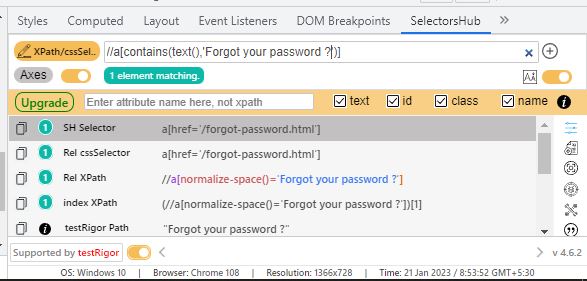 Styles Computed Layout Event Listeners DOM Breakpoints SelectorsHub
XPath/cssSel.. //a[contains(text(),'Forgot your password ?')]
Axes 1 element matching.
Upgrade Enter attribute name here, not xpath text id class name
1 SH Selector a[href='/forgot-password.html']
1 Rel cssSelector a[href='/forgot-password.html']
1 Rel XPath //a[normalize-space()='Forgot your password ?']
1 index XPath (//a[normalize-space()='Forgot your password ?'])[1]
testRigor Path "Forgot your password ?"
Supported by testRigor v 4.6.2
OS: Windows 10 | Browser: Chrome 108 | Resolution: 1366x728 | Time: 21 Jan 2023 / 8:53:52 GMT+5:30